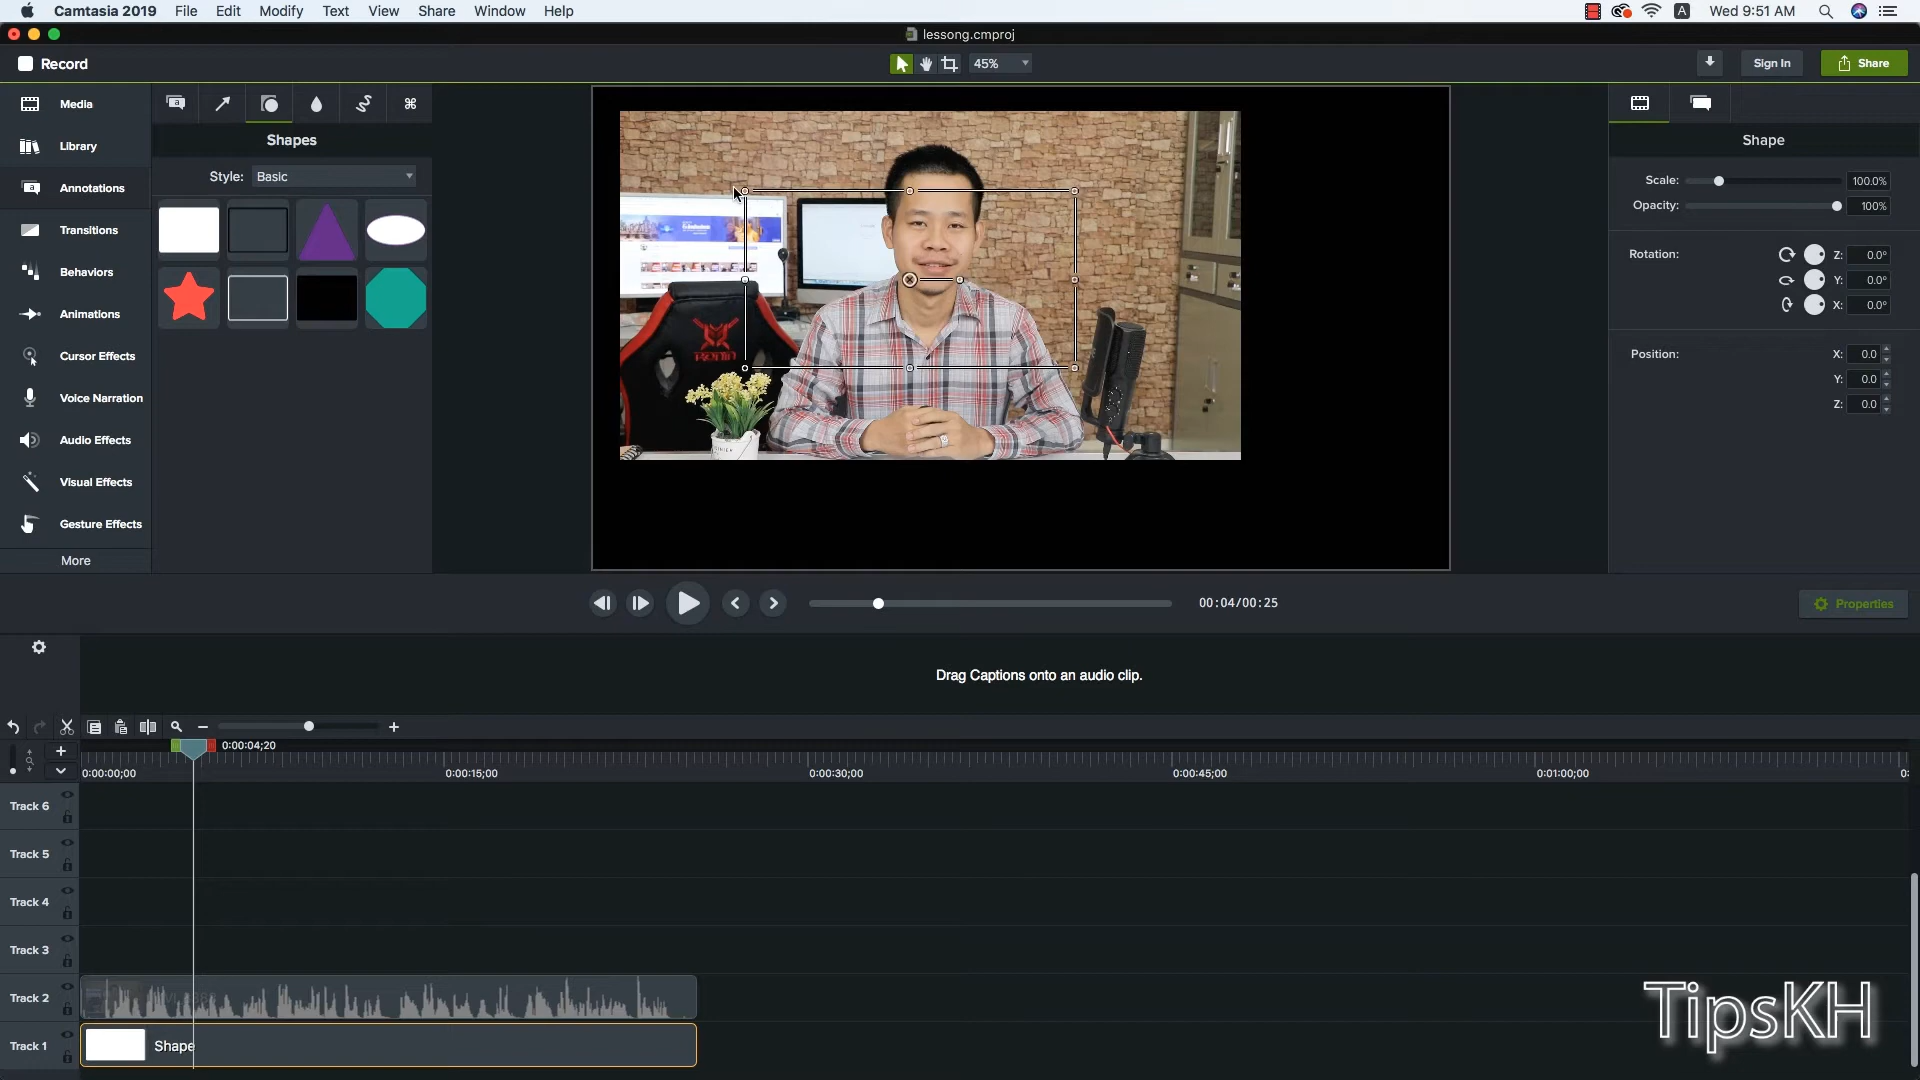 Camtasia 2019 File Edit Modify Text View Share Window Help
A Wed 9:51 AM
lessong.cmproj
Record
45%
Sign In
Share
Media
Library
Annotations
Transitions
Behaviors
Animations
Cursor Effects
Voice Narration
Audio Effects
Visual Effects
Gesture Effects
More
a
Shapes
Style: Basic
Shape
Scale: 100.0%
Opacity: 100%
Rotation: Z: 0.0°
Y: 0.0°
X: 0.0°
Position: X: 0.0
Y: 0.0
Z: 0.0
00:04/00:25
Properties
Drag Captions onto an audio clip.
0:00:04;20
0:00:00;00 0:00:15;00 0:00:30;00 0:00:45;00 0:01:00;00
Track 6
Track 5
Track 4
Track 3
Track 2
Track 1 Shape
TipsKH